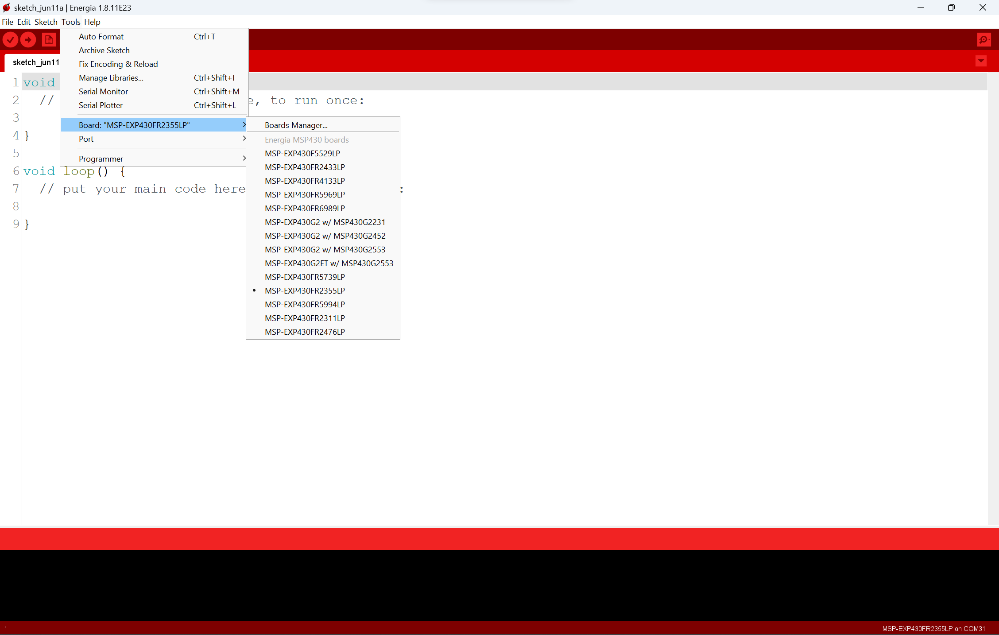 sketch_jun11a | Energia 1.8.11E23
File Edit Sketch Tools Help
Auto Format Ctrl+T
Archive Sketch
Fix Encoding & Reload
Manage Libraries... Ctrl+Shift+I
Serial Monitor Ctrl+Shift+M
Serial Plotter Ctrl+Shift+L
Board: "MSP-EXP430FR2355LP"
Port
Programmer
Boards Manager...
Energia MSP430 boards
MSP-EXP430F5529LP
MSP-EXP430FR2433LP
MSP-EXP430FR4133LP
MSP-EXP430FR5969LP
MSP-EXP430FR6989LP
MSP-EXP430G2 w/ MSP430G2231
MSP-EXP430G2 w/ MSP430G2452
MSP-EXP430G2 w/ MSP430G2553
MSP-EXP430G2ET w/ MSP430G2553
MSP-EXP430FR5739LP
• MSP-EXP430FR2355LP
MSP-EXP430FR5994LP
MSP-EXP430FR2311LP
MSP-EXP430FR2476LP
sketch_jun11
1 void
2 // e, to run once:
3
4 }
5
6 void loop() {
7 // put your main code here :
8
9 }
1
MSP-EXP430FR2355LP on COM31